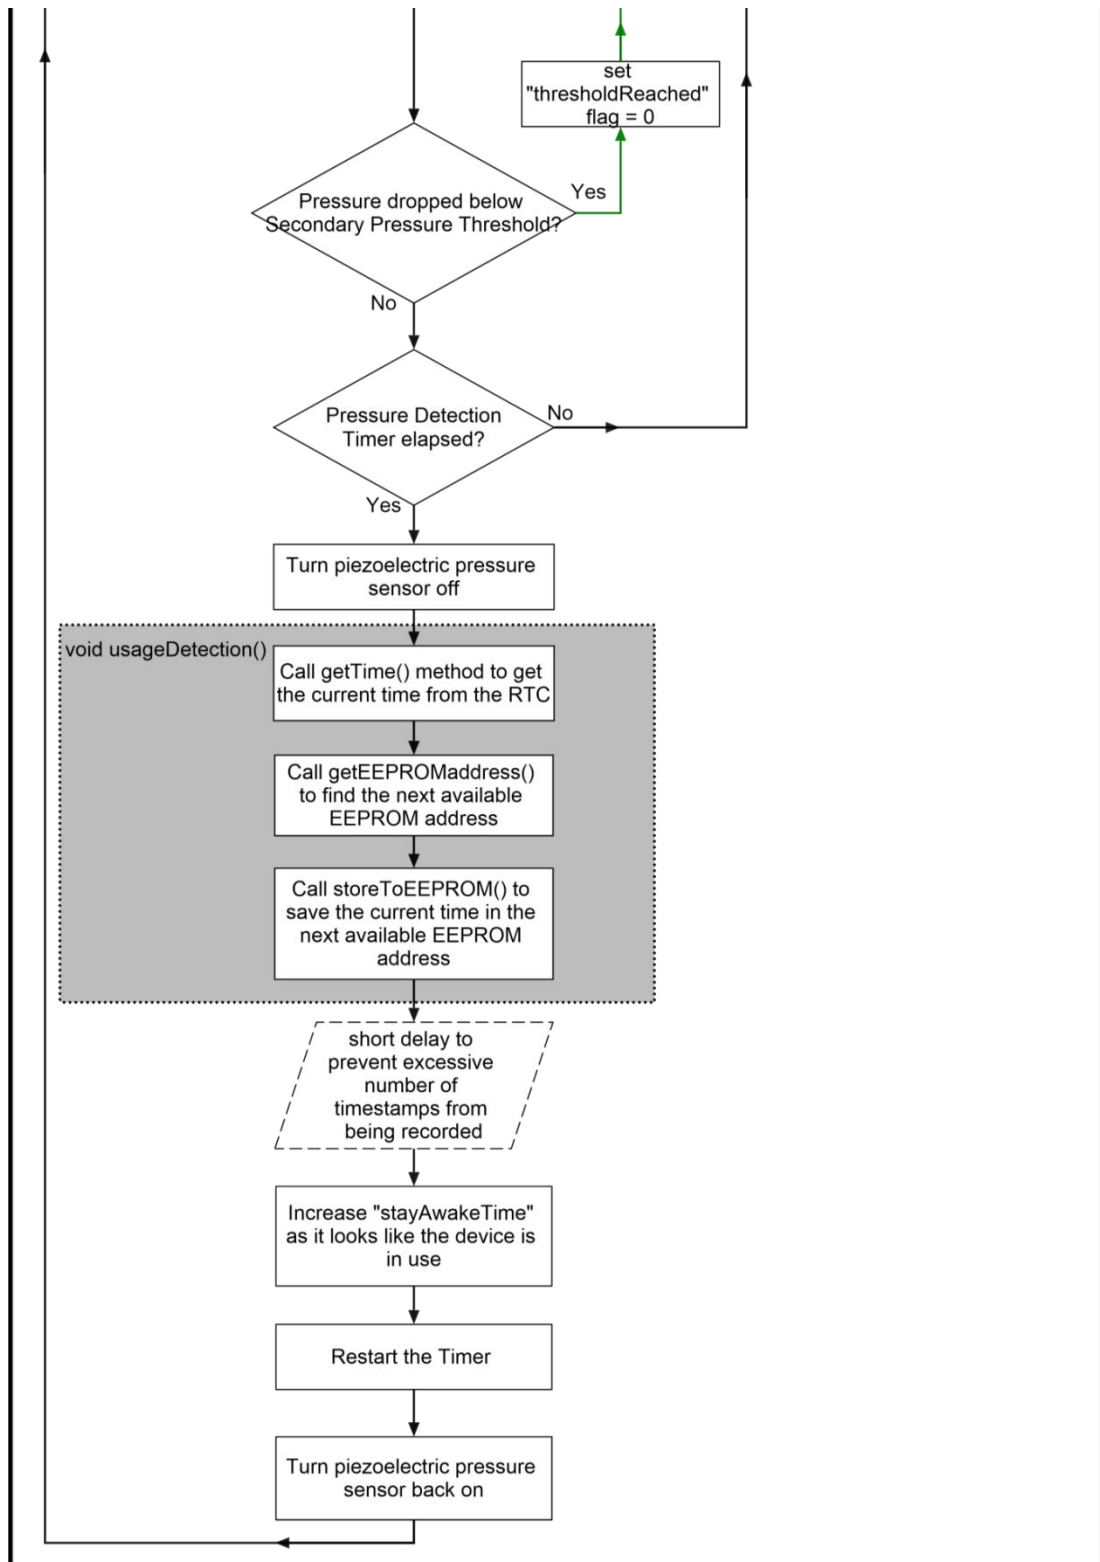 set
"thresholdReached"
flag = 0
Yes
Pressure dropped below
Secondary Pressure Threshold?
No
Pressure Detection
Timer elapsed?
No
Yes
Turn piezoelectric pressure
sensor off
void usageDetection()
Call getTime() method to get
the current time from the RTC
Call getEEPROMaddress()
to find the next available
EEPROM address
Call storeToEEPROM() to
save the current time in the
next available EEPROM
address
short delay to
prevent excessive
number of
timestamps from
being recorded
Increase "stayAwakeTime"
as it looks like the device is
in use
Restart the Timer
Turn piezoelectric pressure
sensor back on